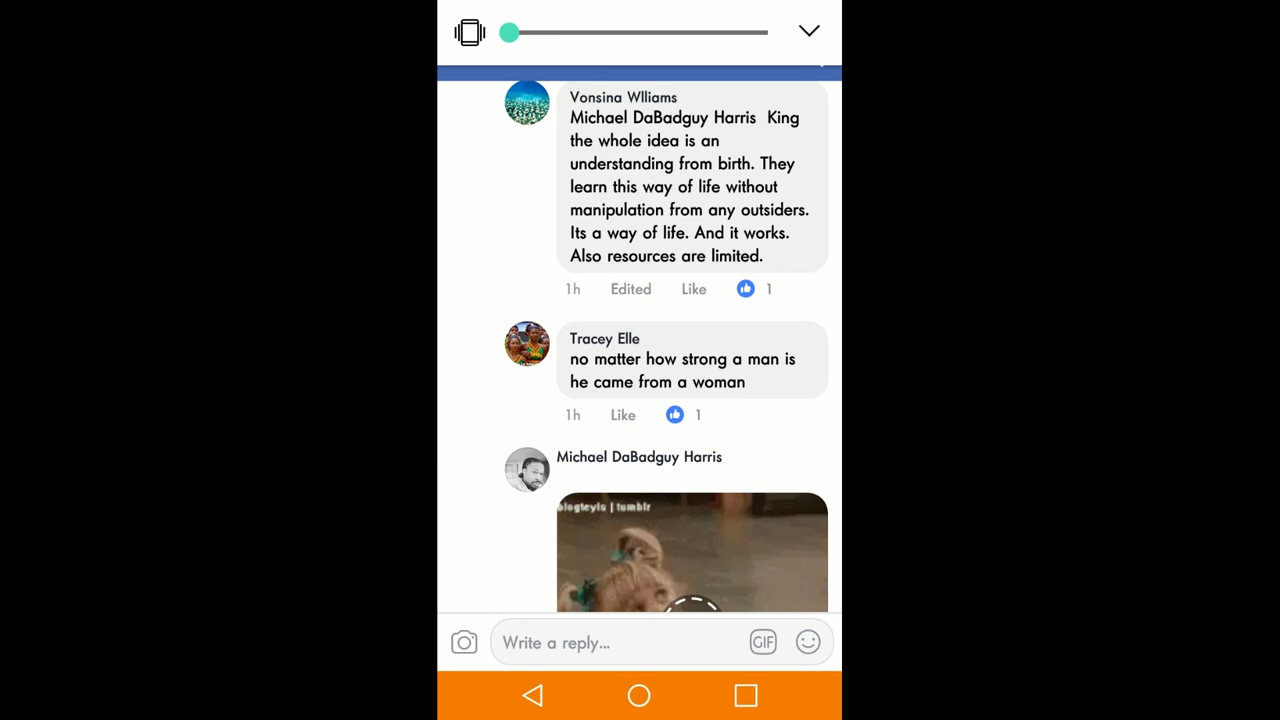 Vonsina Wlliams
Michael DaBadguy Harris  King
the whole idea is an
understanding from birth. They
learn this way of life without
manipulation from any outsiders.
Its a way of life. And it works.
Also resources are limited.
1h Edited Like 1
Tracey Elle
no matter how strong a man is
he came from a woman
1h Like 1
Michael DaBadguy Harris
blogteyls | tumblr
Write a reply...
GIF